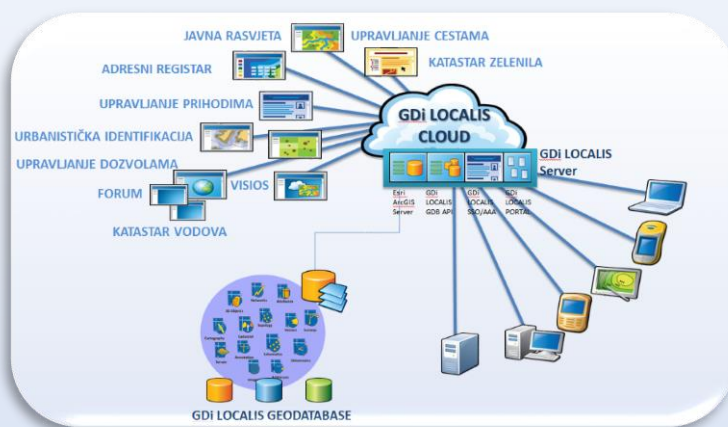 JAVNA RASVJETA
UPRAVLJANJE CESTAMA
ADRESNI REGISTAR
KATASTAR ZELENILA
UPRAVLJANJE PRIHODIMA
GDi LOCALIS
CLOUD
URBANISTIČKA IDENTIFIKACIJA
GDi LOCALIS
Server
UPRAVLJANJE DOZVOLAMA
FORUM
VISIOS
KATASTAR VODOVA
Esri
ArcGIS
Server
GDi
LOCALIS
GDB API
GDi
LOCALIS
SSO/AAA
GDi
LOCALIS
PORTAL
GDi LOCALIS GEODATABASE